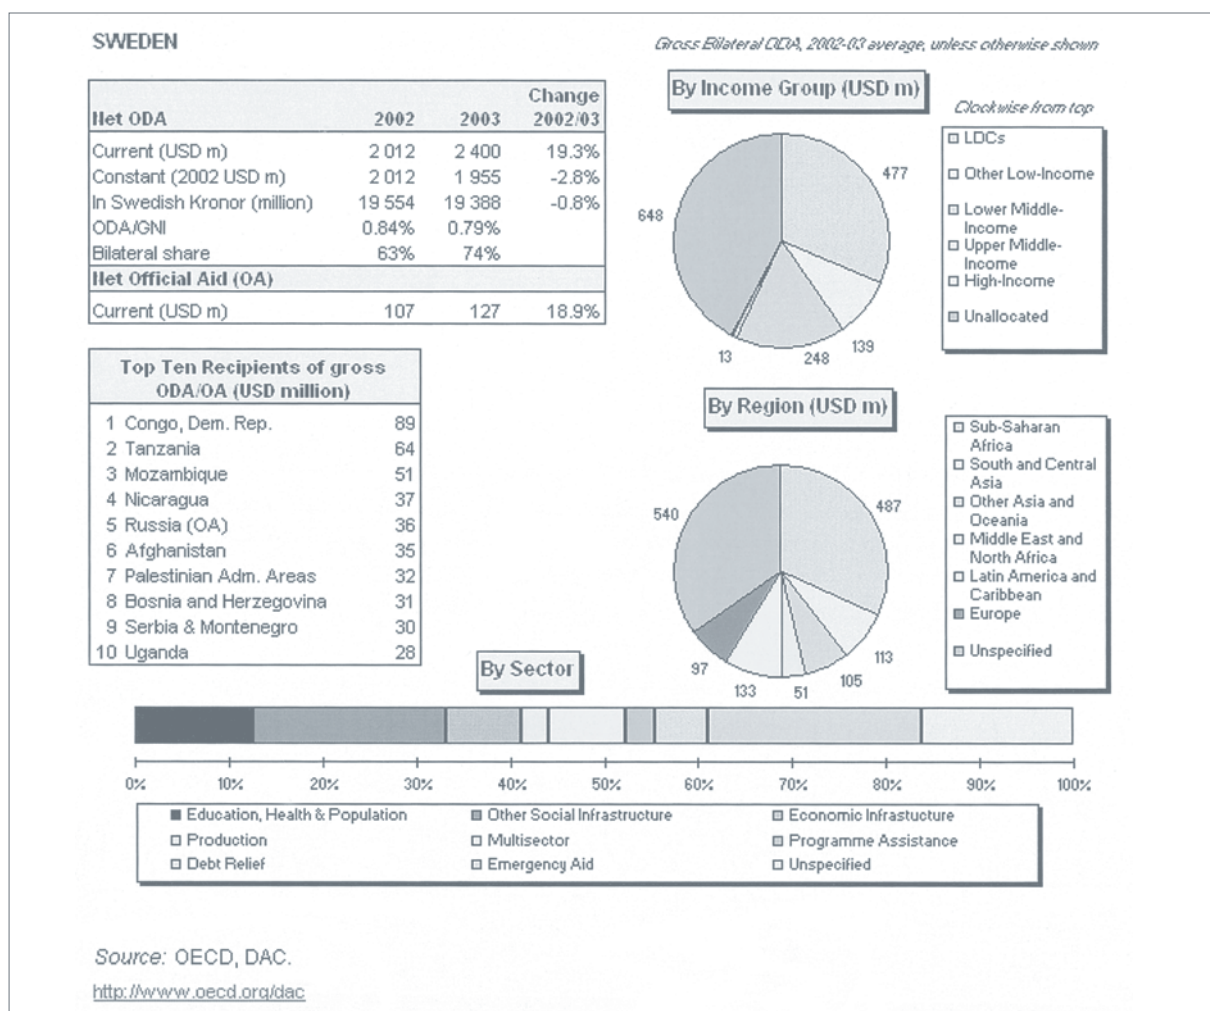 SWEDEN
Gross Bilateral ODA, 2002-03 average, unless otherwise shown
Net ODA 2002 2003 Change 2002/03
Current (USD m) 2 012 2 400 19.3%
Constant (2002 USD m) 2 012 1 955 -2.8%
In Swedish Kronor (million) 19 554 19 388 -0.8%
ODA/GNI 0.84% 0.79%
Bilateral share 63% 74%
Net Official Aid (OA)
Current (USD m) 107 127 18.9%
By Income Group (USD m)
Clockwise from top
477
648
13
248
139
LDCs
Other Low-Income
Lower Middle-
Income
Upper Middle-
Income
High-Income
Unallocated
Top Ten Recipients of gross
ODA/OA (USD million)
1 Congo, Dem. Rep. 89
2 Tanzania 64
3 Mozambique 51
4 Nicaragua 37
5 Russia (OA) 36
6 Afghanistan 35
7 Palestinian Adm. Areas 32
8 Bosnia and Herzegovina 31
9 Serbia & Montenegro 30
10 Uganda 28
By Region (USD m)
487
540
97
133
51
105
113
Sub-Saharan
Africa
South and Central
Asia
Other Asia and
Oceania
Middle East and
North Africa
Latin America and
Caribbean
Europe
Unspecified
By Sector
0% 10% 20% 30% 40% 50% 60% 70% 80% 90% 100%
Education, Health & Population Other Social Infrastructure Economic Infrastucture
Production Multisector Programme Assistance
Debt Relief Emergency Aid Unspecified
Source: OECD, DAC.
http://www.oecd.org/dac